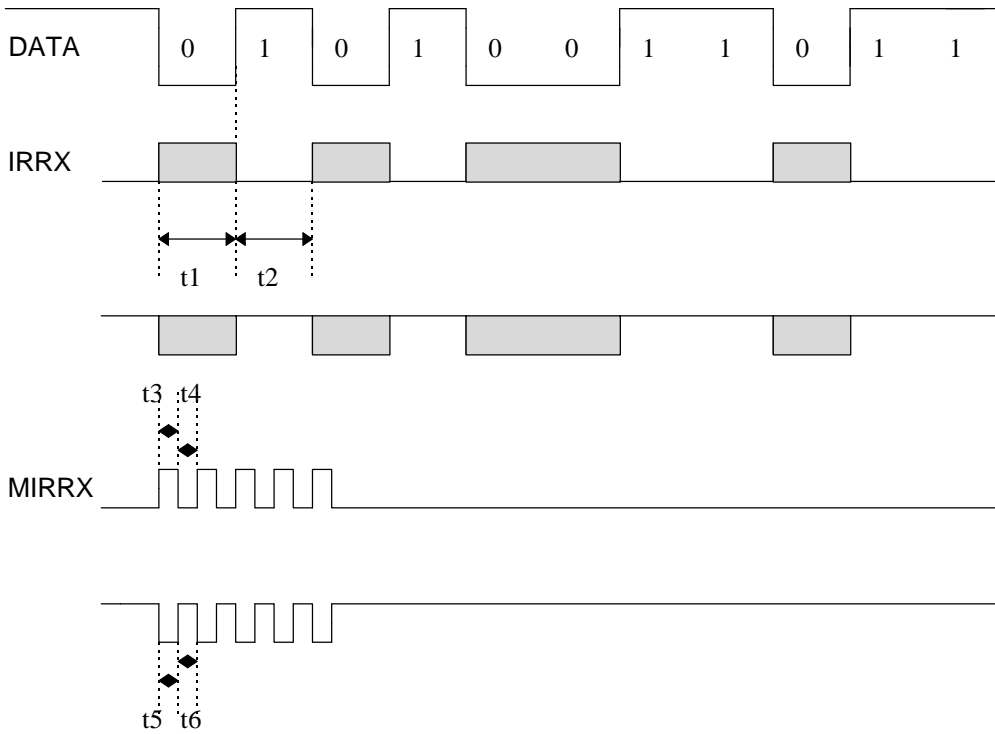 DATA 0 1 0 1 0 0 1 1 0 1 1
IRRX
t1 t2
t3 t4
MIRRX
t5 t6